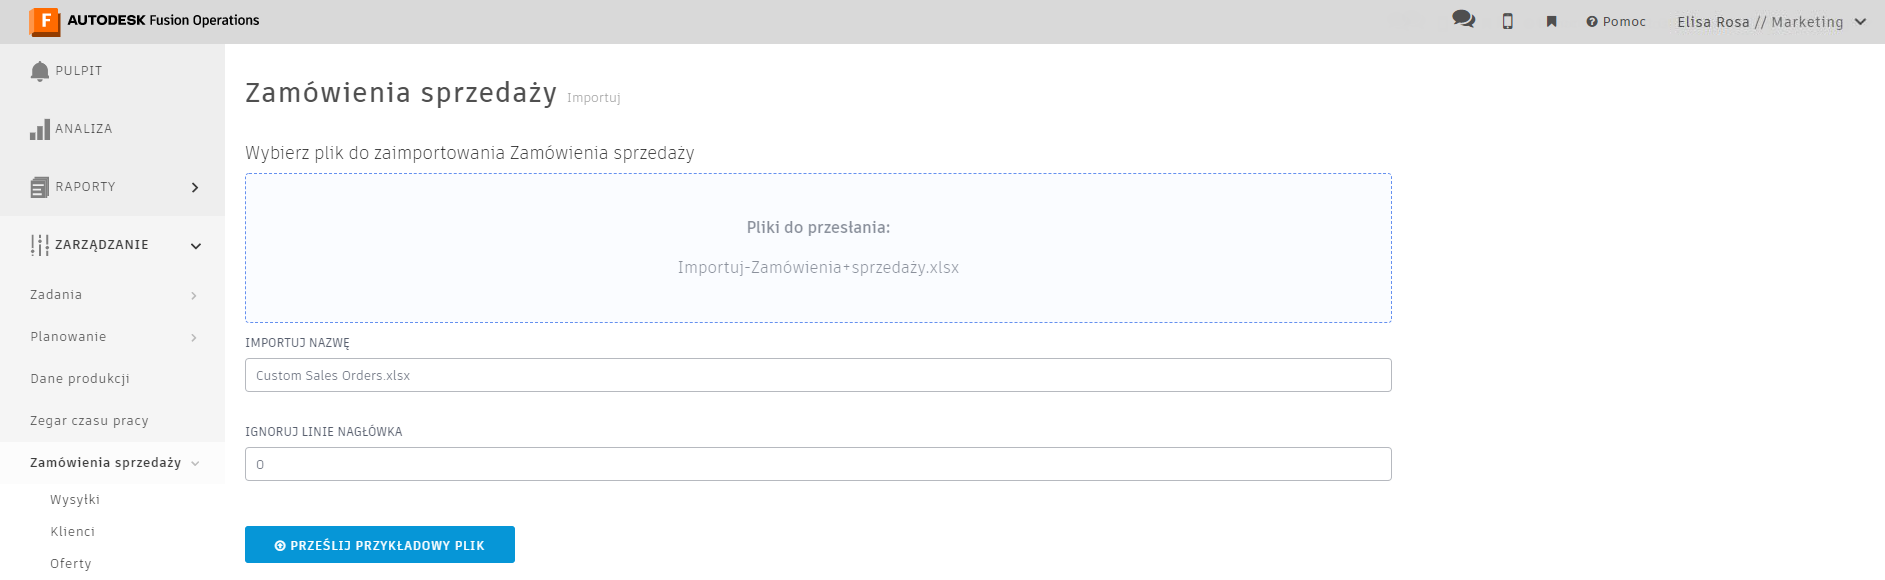 F AUTODESK Fusion Operations
Pomoc
Elisa Rosa // Marketing
PULPIT
ANALIZA
RAPORTY
ZARZĄDZANIE
Zadania
Planowanie
Dane produkcji
Zegar czasu pracy
Zamówienia sprzedaży
Wysyłki
Klienci
Oferty
Zamówienia sprzedaży Importuj
Wybierz plik do zaimportowania Zamówienia sprzedaży
Pliki do przesłania:
Importuj-Zamówienia+sprzedaży.xlsx
IMPORTUJ NAZWĘ
Custom Sales Orders.xlsx
IGNORUJ LINIE NAGŁÓWKA
0
PRZEŚLIJ PRZYKŁADOWY PLIK